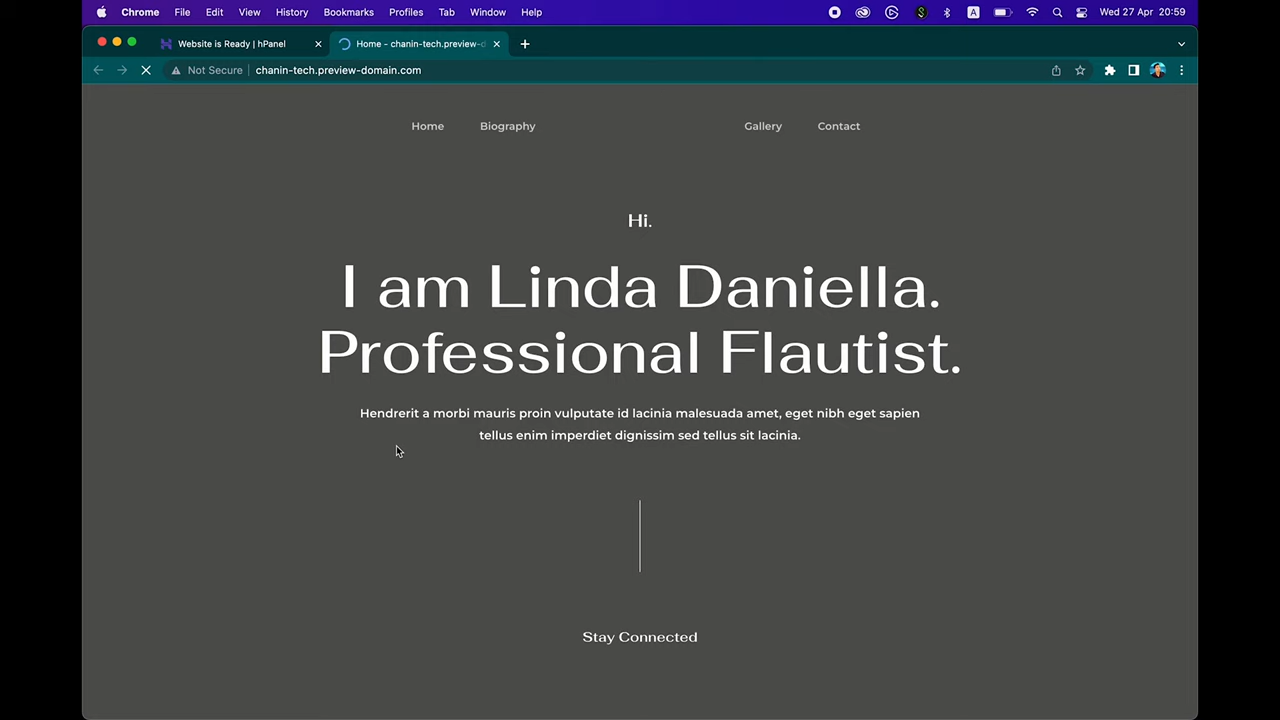 Chrome File Edit View History Bookmarks Profiles Tab Window Help A Wed 27 Apr 20:59
Website is Ready | hPanel Home - chanin-tech.preview-d
Not Secure chanin-tech.preview-domain.com
Home Biography Gallery Contact
Hi.
I am Linda Daniella.
Professional Flautist.
Hendrerit a morbi mauris proin vulputate id lacinia malesuada amet, eget nibh eget sapien
tellus enim imperdiet dignissim sed tellus sit lacinia.
Stay Connected